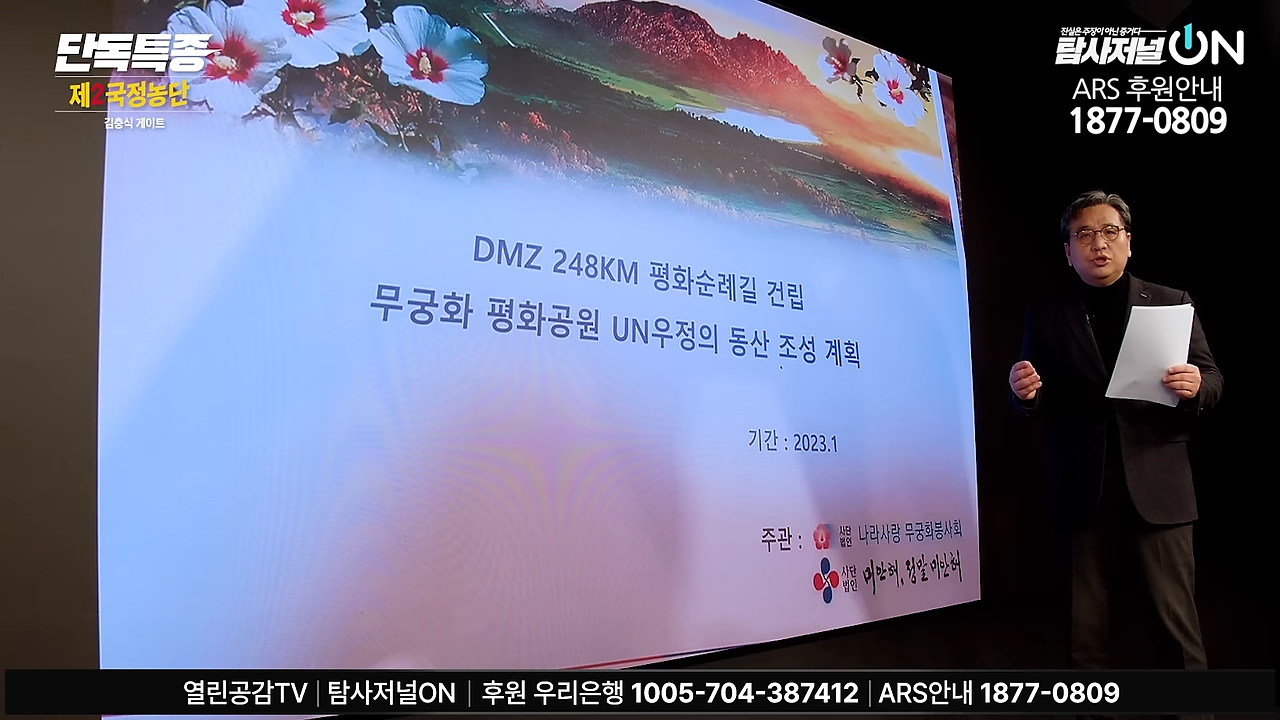 단독특종
제2국정농단
김충식 게이트
진실은 주장이 아닌 증거다
탐사저널ON
ARS 후원안내
1877-0809
DMZ 248KM 평화순례길 건립
무궁화 평화공원 UN우정의 동산 조성 계획
기간 : 2023.1
주관 : 사단법인 나라사랑 무궁화봉사회
사단법인 미안해, 정말 미안해
열린공감TV | 탐사저널ON | 후원 우리은행 1005-704-387412 | ARS안내 1877-0809